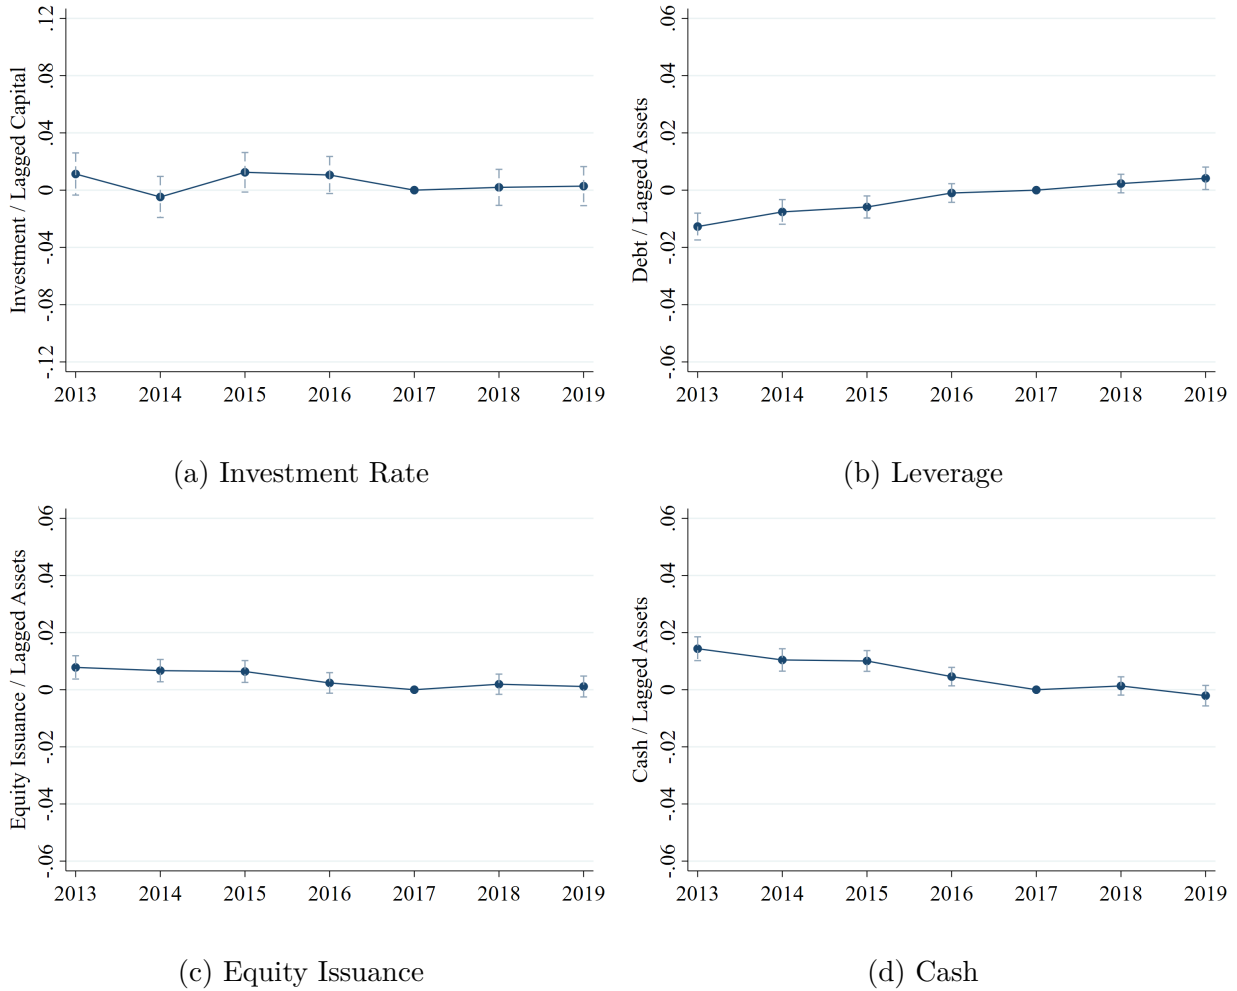 Investment / Lagged Capital
.12
.08
.04
0
-.04
-.08
-.12
2013 2014 2015 2016 2017 2018 2019
(a) Investment Rate
Debt / Lagged Assets
.06
.04
.02
0
-.02
-.04
-.06
2013 2014 2015 2016 2017 2018 2019
(b) Leverage
Equity Issuance / Lagged Assets
.06
.04
.02
0
-.02
-.04
-.06
2013 2014 2015 2016 2017 2018 2019
(c) Equity Issuance
Cash / Lagged Assets
.06
.04
.02
0
-.02
-.04
-.06
2013 2014 2015 2016 2017 2018 2019
(d) Cash